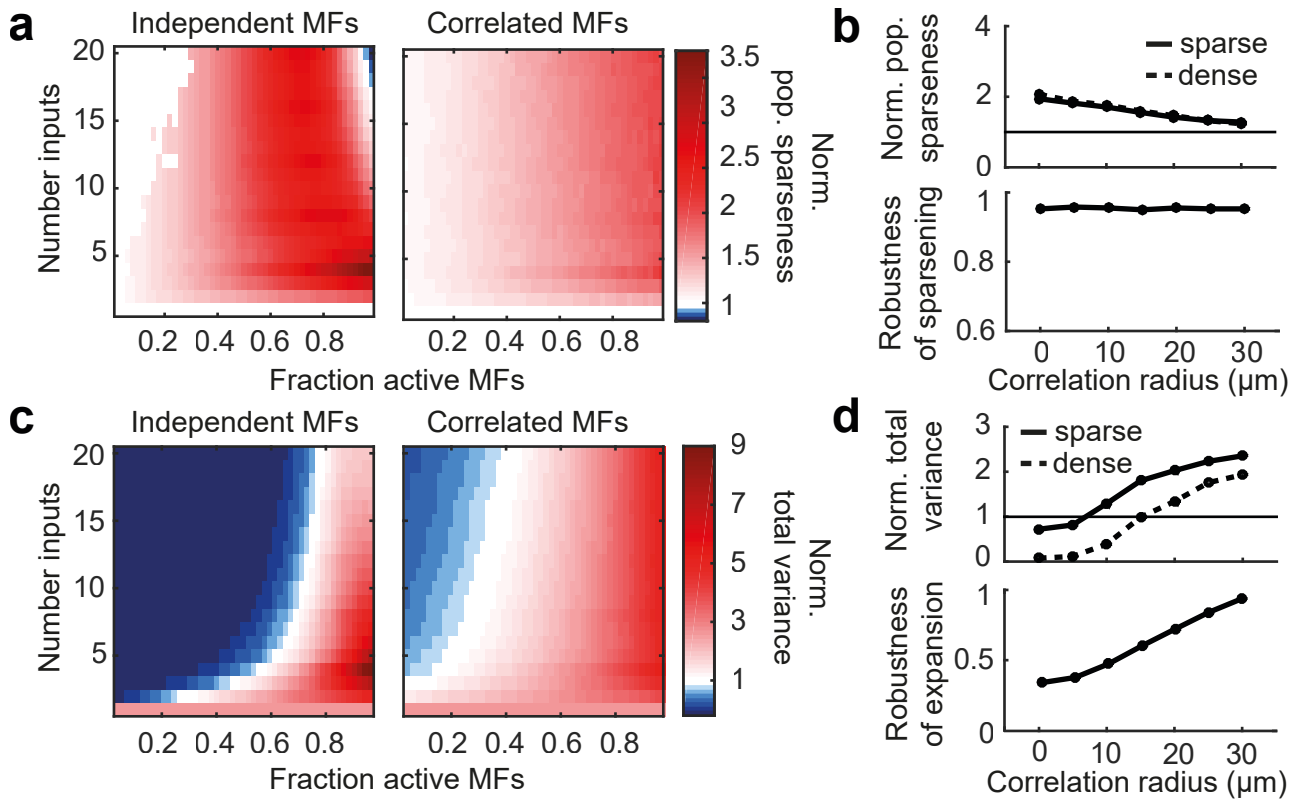 a
Independent MFs
Correlated MFs
Number inputs
20
15
10
5
0.2 0.4 0.6 0.8
0.2 0.4 0.6 0.8
Fraction active MFs
3.5
3
2.5
2
1.5
1
Norm.
pop. sparseness
b
Norm. pop.
sparseness
4
2
0
sparse
dense
Robustness
of sparsening
1
0.8
0.6
0 10 20 30
Correlation radius (µm)
c
Independent MFs
Correlated MFs
Number inputs
20
15
10
5
0.2 0.4 0.6 0.8
0.2 0.4 0.6 0.8
Fraction active MFs
9
7
5
3
1
Norm.
total variance
d
Norm. total
variance
3
2
1
0
sparse
dense
Robustness
of expansion
1
0.5
0
0 10 20 30
Correlation radius (µm)